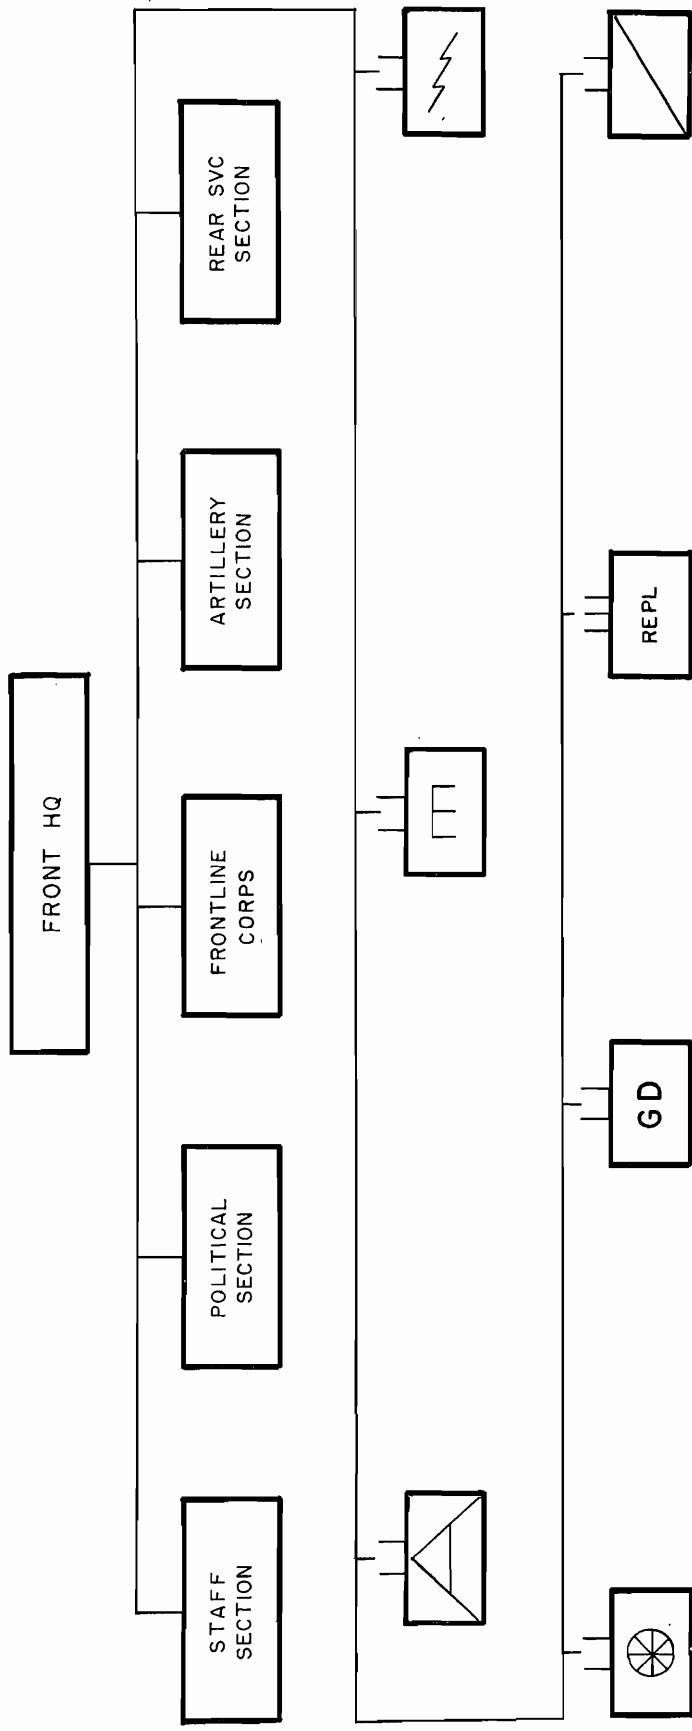 FRONT HQ
STAFF
SECTION
POLITICAL
SECTION
FRONTLINE
CORPS
ARTILLERY
SECTION
REAR SVC
SECTION
GD
REPL